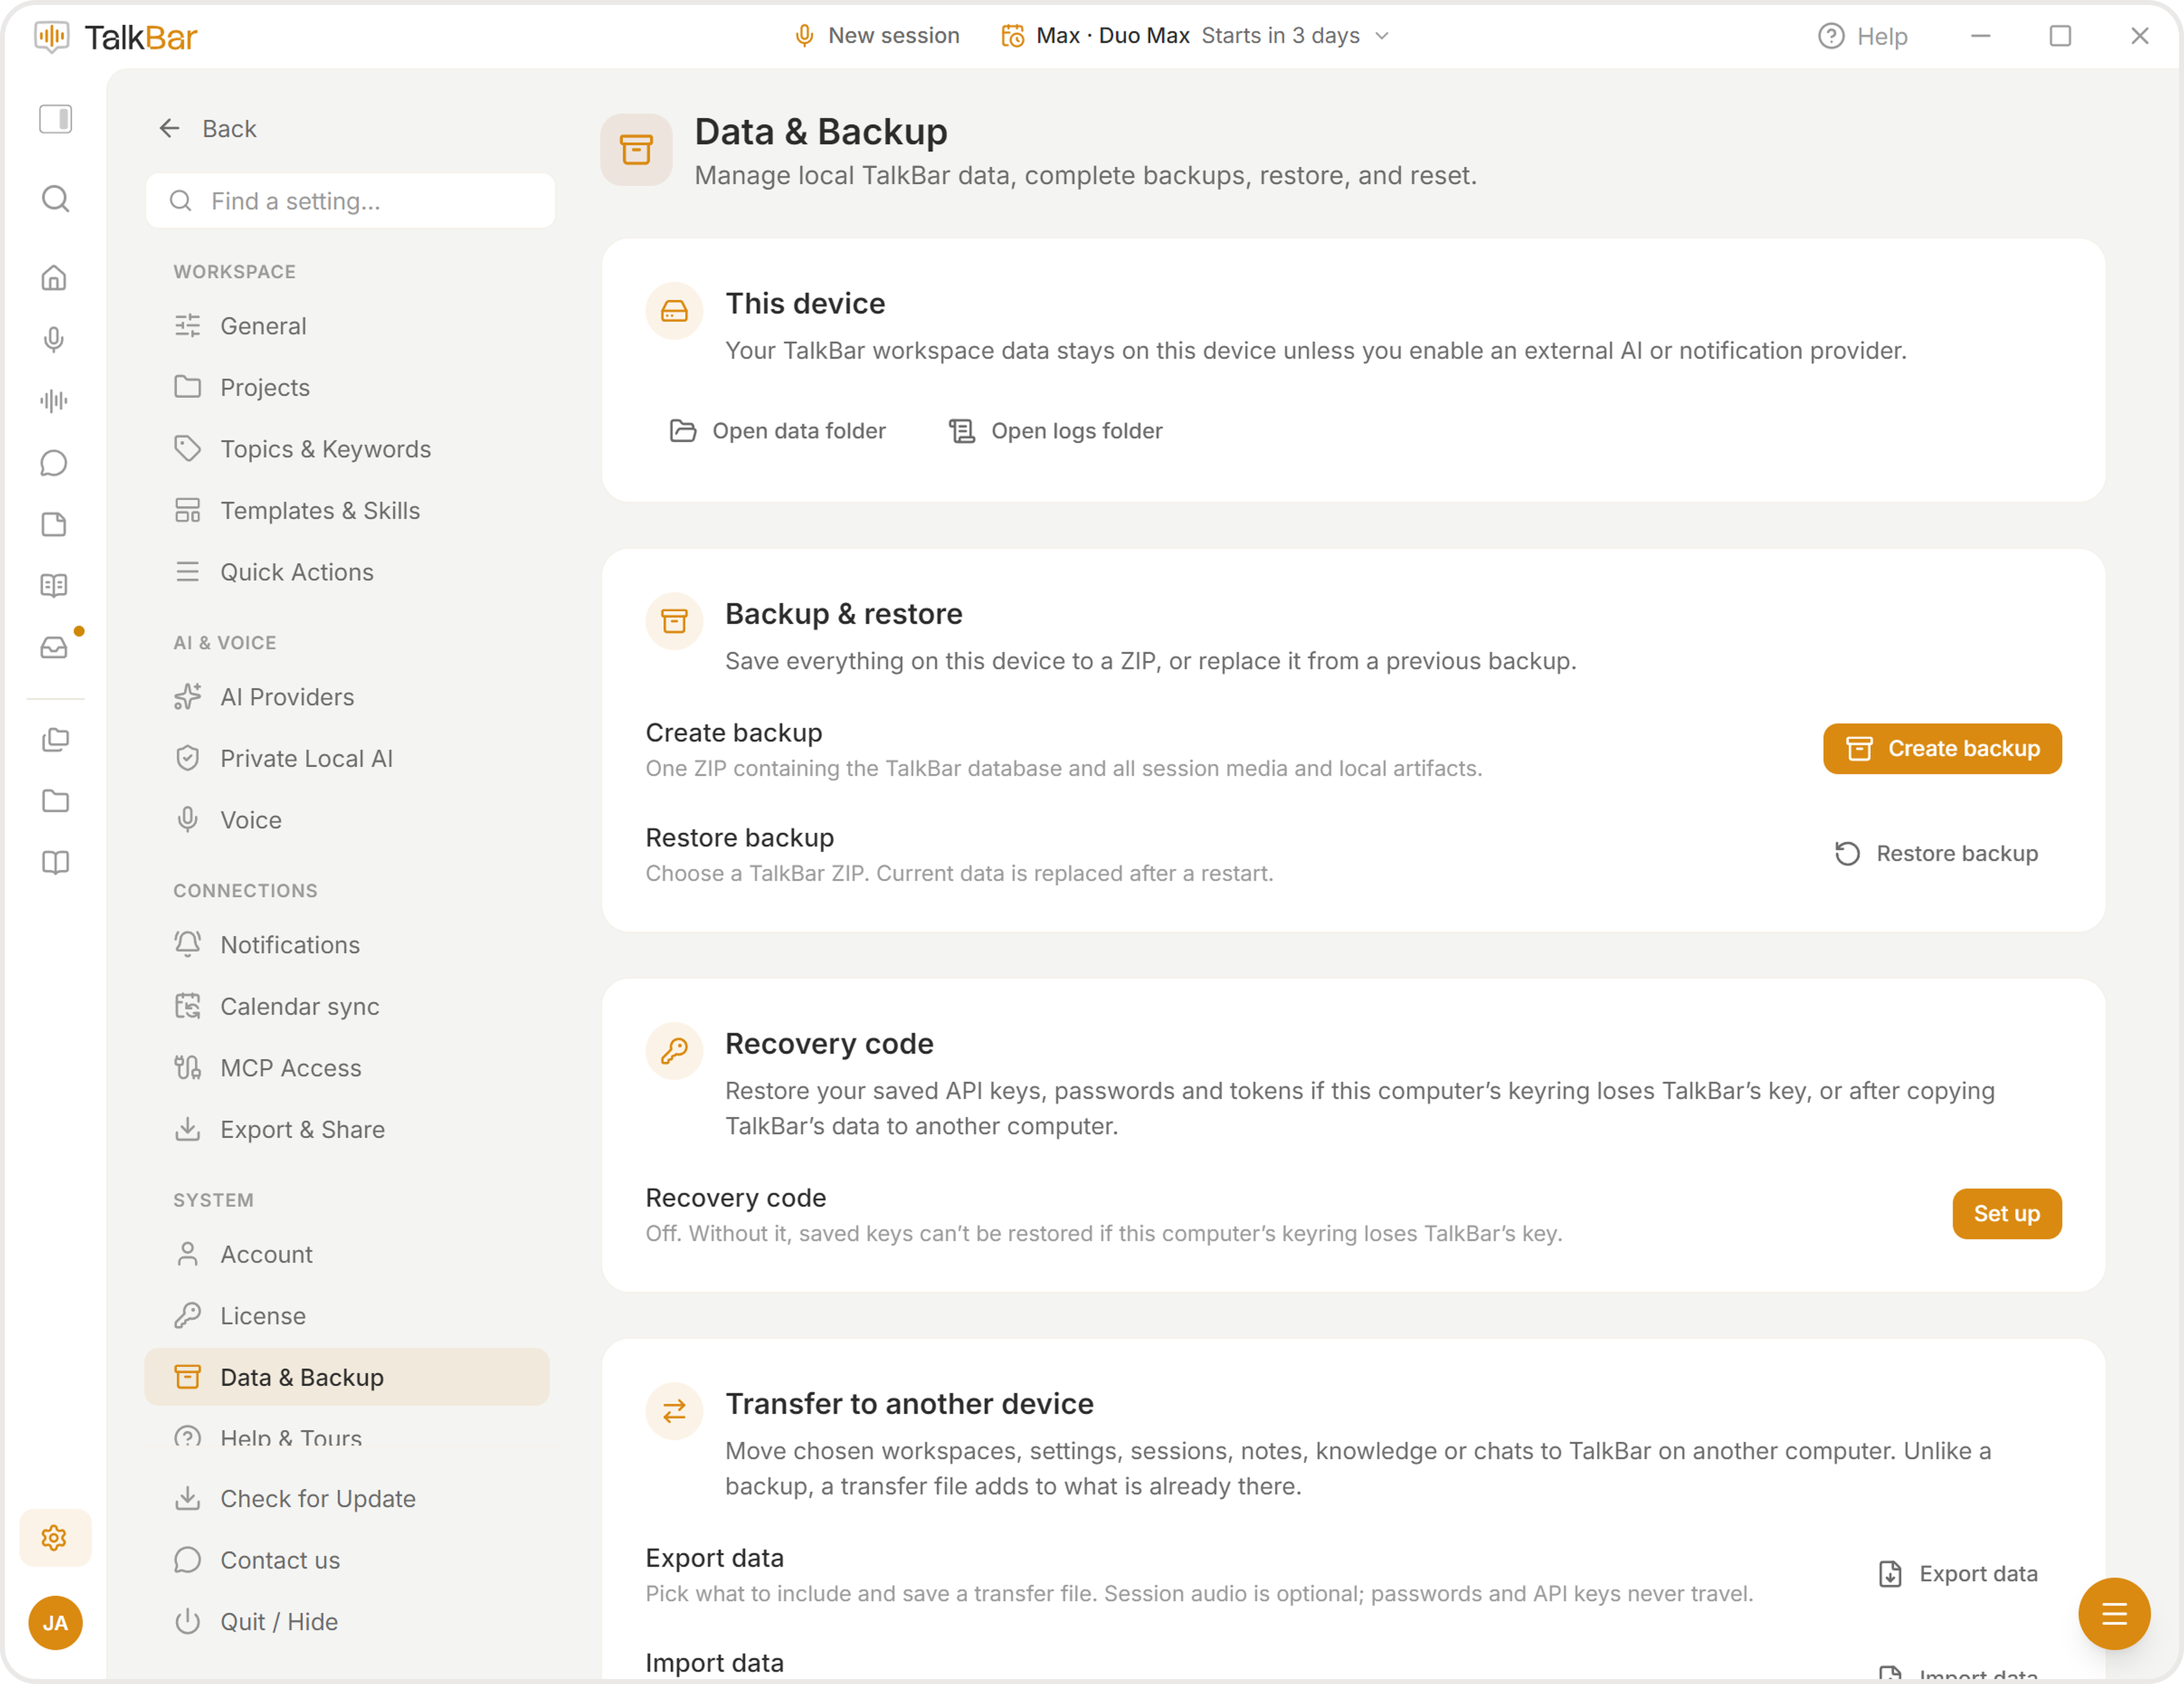 TalkBar
New session
Max · Duo Max Starts in 3 days
Help
Back
Find a setting...
WORKSPACE
General
Projects
Topics & Keywords
Templates & Skills
Quick Actions
AI & VOICE
AI Providers
Private Local AI
Voice
CONNECTIONS
Notifications
Calendar sync
MCP Access
Export & Share
SYSTEM
Account
License
Data & Backup
Help & Tours
Check for Update
Contact us
Quit / Hide
JA
Data & Backup
Manage local TalkBar data, complete backups, restore, and reset.
This device
Your TalkBar workspace data stays on this device unless you enable an external AI or notification provider.
Open data folder
Open logs folder
Backup & restore
Save everything on this device to a ZIP, or replace it from a previous backup.
Create backup
One ZIP containing the TalkBar database and all session media and local artifacts.
Create backup
Restore backup
Choose a TalkBar ZIP. Current data is replaced after a restart.
Restore backup
Recovery code
Restore your saved API keys, passwords and tokens if this computer’s keyring loses TalkBar’s key, or after copying
TalkBar’s data to another computer.
Recovery code
Off. Without it, saved keys can’t be restored if this computer’s keyring loses TalkBar’s key.
Set up
Transfer to another device
Move chosen workspaces, settings, sessions, notes, knowledge or chats to TalkBar on another computer. Unlike a
backup, a transfer file adds to what is already there.
Export data
Pick what to include and save a transfer file. Session audio is optional; passwords and API keys never travel.
Export data
Import data
Import data